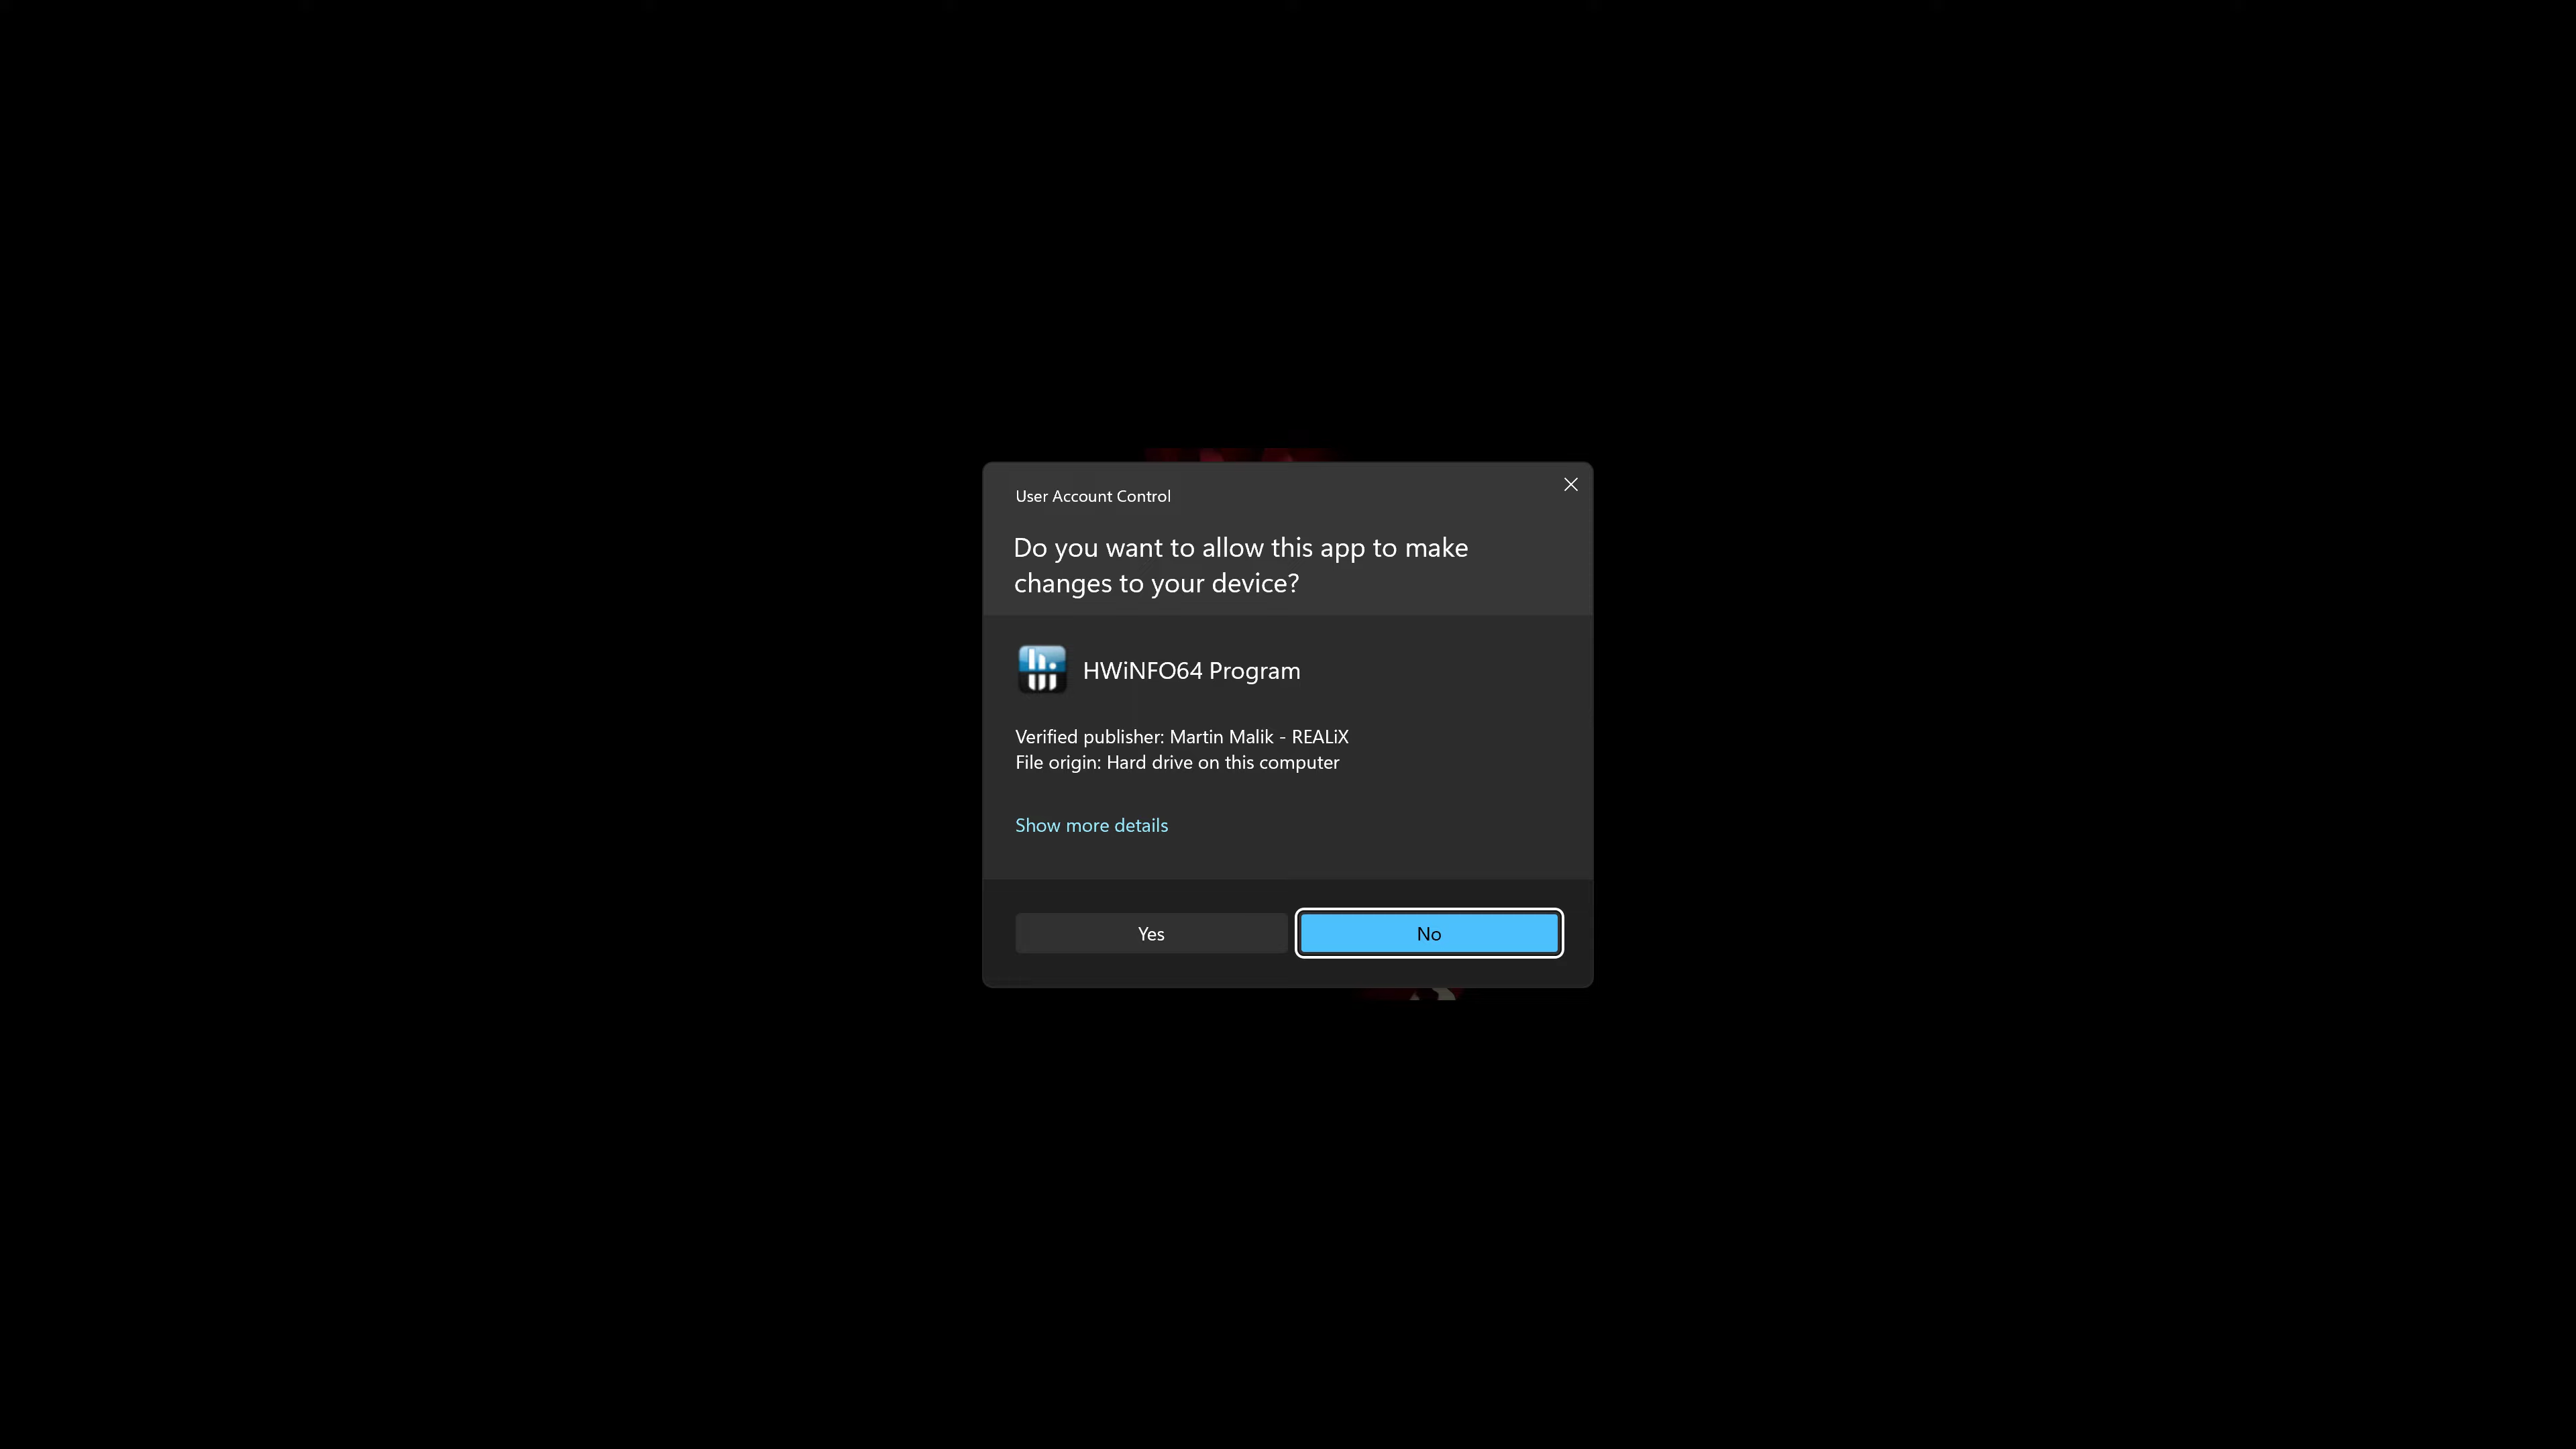 User Account Control
Do you want to allow this app to make
changes to your device?
HWiNFO64 Program
Verified publisher: Martin Malik - REALiX
File origin: Hard drive on this computer
Show more details
Yes
No